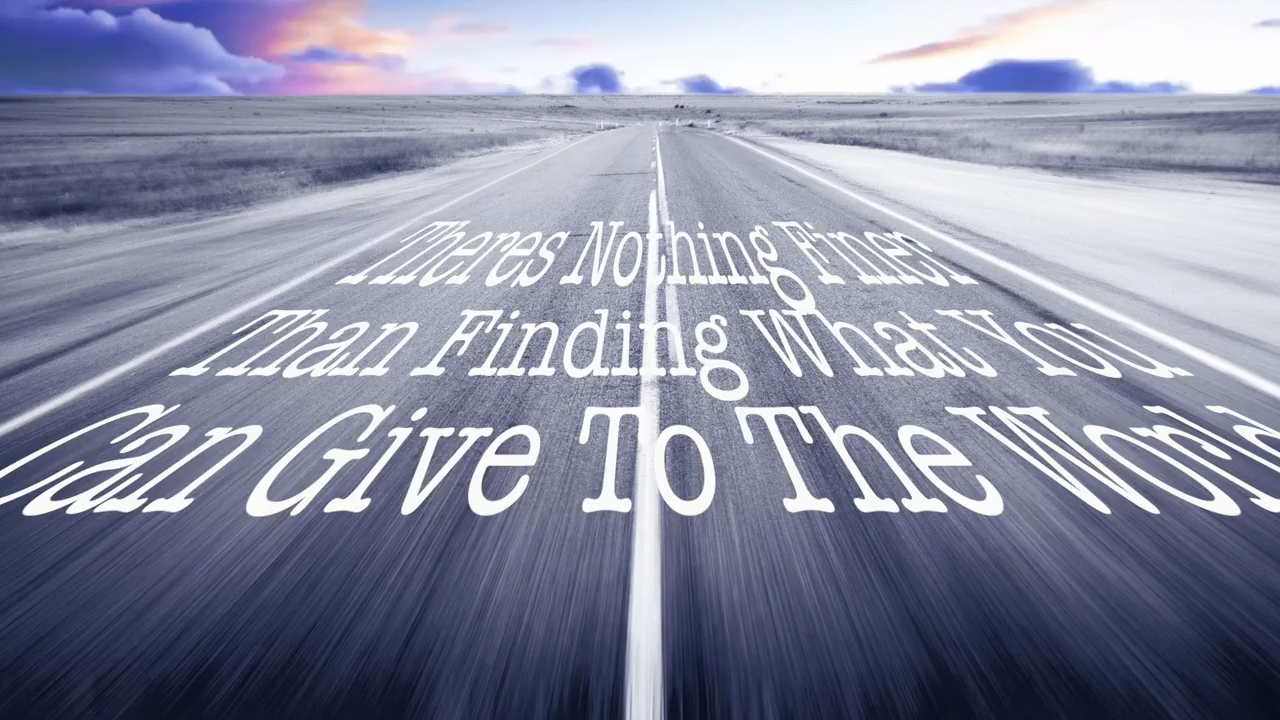 Theres Nothing Finer
Than Finding What You
Can Give To The World